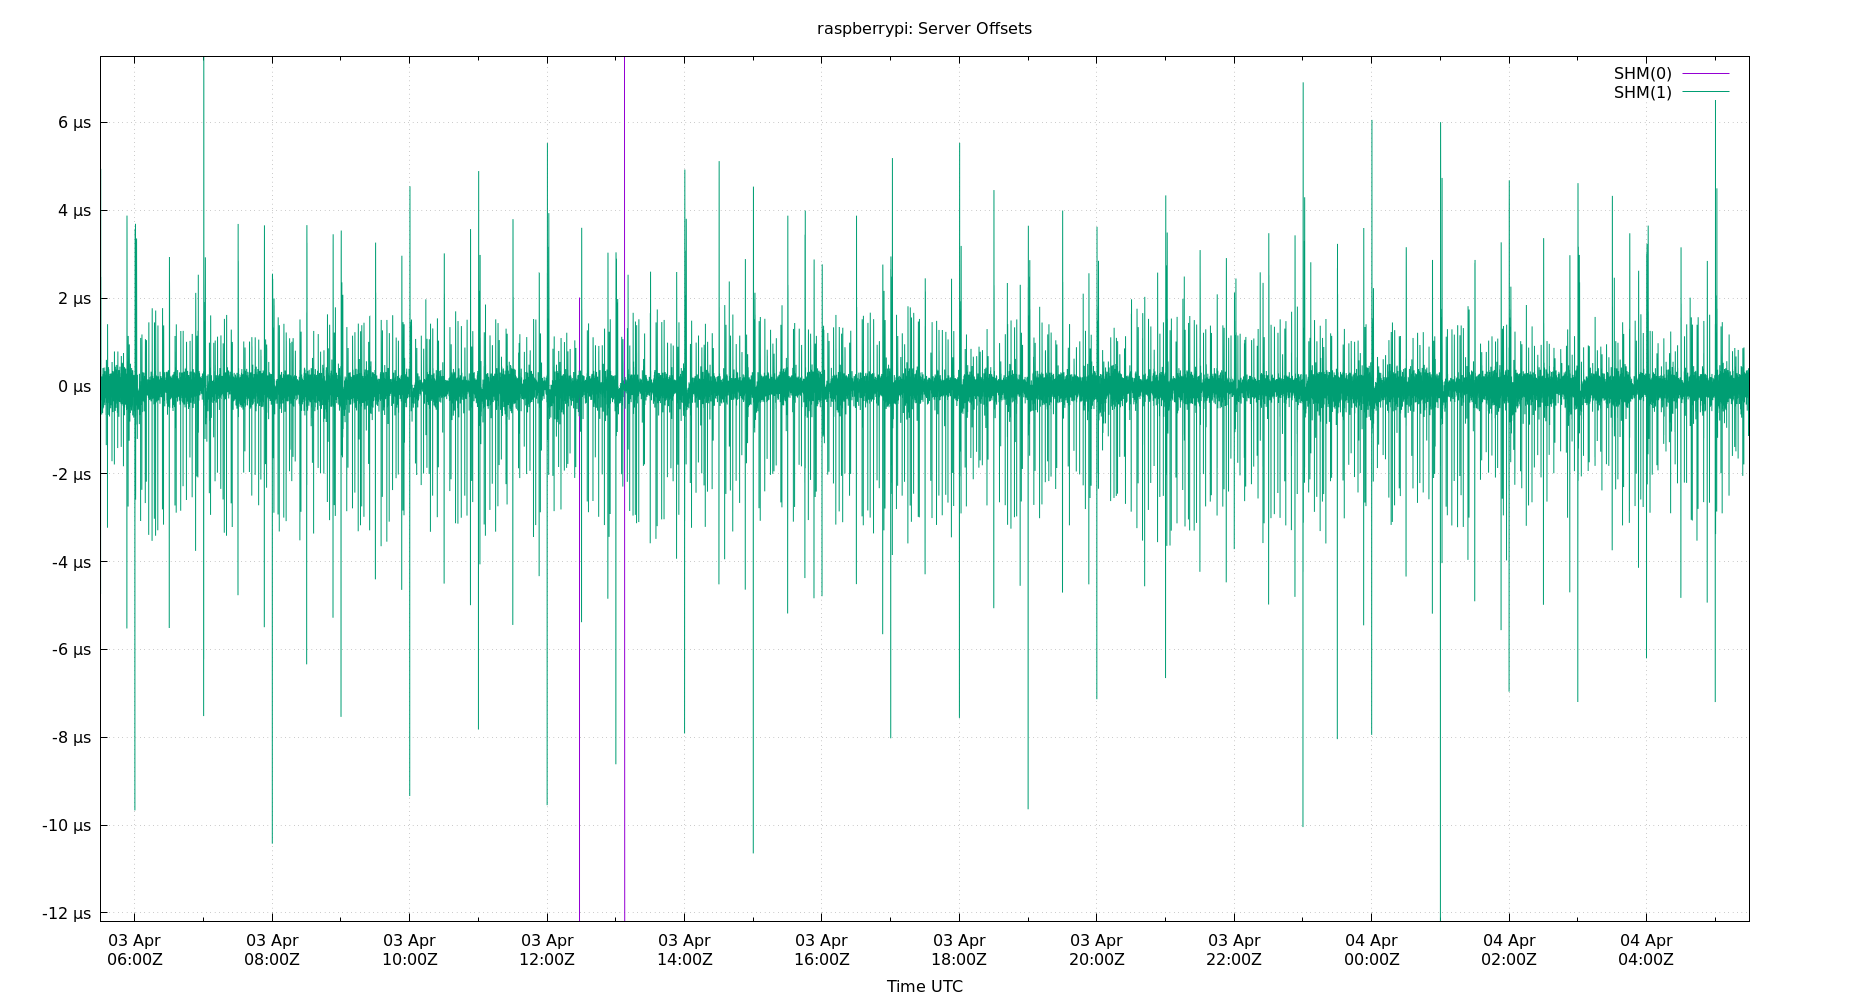 raspberrypi: Server Offsets
SHM(0)
SHM(1)
6 µs
4 µs
2 µs
0 µs
-2 µs
-4 µs
-6 µs
-8 µs
-10 µs
-12 µs
03 Apr 03 Apr 03 Apr 03 Apr 03 Apr 03 Apr 03 Apr 03 Apr 03 Apr 04 Apr 04 Apr 04 Apr
06:00Z 08:00Z 10:00Z 12:00Z 14:00Z 16:00Z 18:00Z 20:00Z 22:00Z 00:00Z 02:00Z 04:00Z
Time UTC